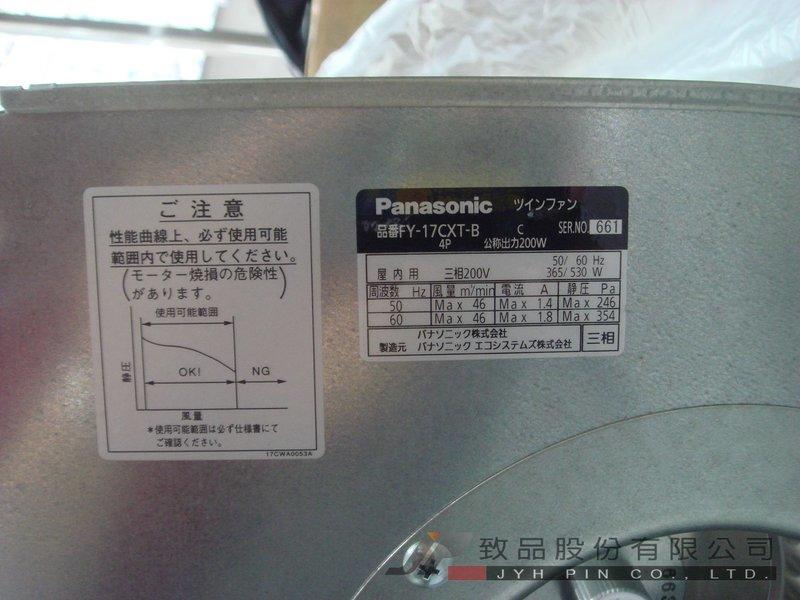 ご注意
性能曲線上、必ず使用可能
範囲内で使用してください。
(モーター焼損の危険性
があります。)
使用可能範囲
静圧
OK!
NG
風量
*使用可能範囲は必ず仕様書にて
ご確認ください。
17CWA0053A
Panasonic ツインファン
品番FY-17CXT-B C SER.NO. 661
4P 公称出力200W
50/ 60 Hz
屋内用 三相200V 365/530 W
周波数 Hz 風量 m³/min 電流 A 静圧 Pa
50 Max 46 Max 1.4 Max 246
60 Max 46 Max 1.8 Max 354
パナソニック株式会社
製造元 パナソニック エコシステムズ株式会社 三相
致品股份有限公司
JYH PIN CO., LTD.